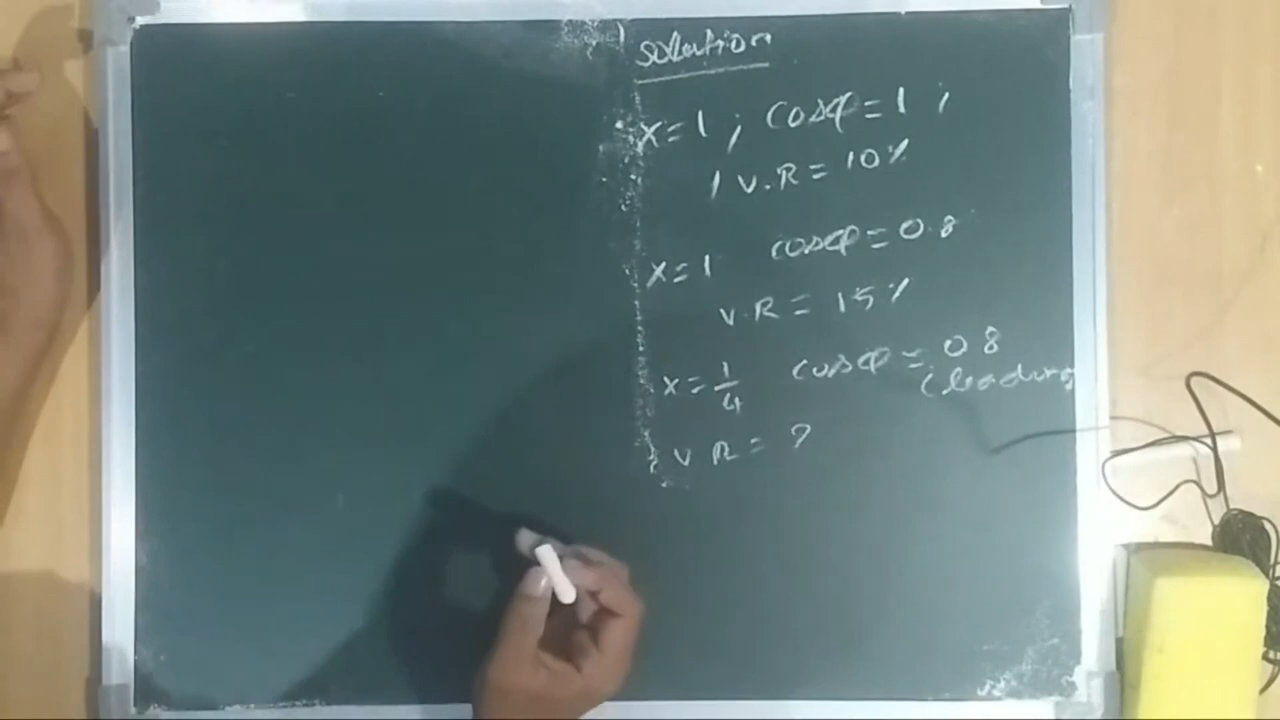 solution
x=1 ; cosφ=1 ;
V.R = 10%
x=1 cosφ=0.8
V.R = 15%
x=1/4 cosφ=0.8
(leading
V R = ?